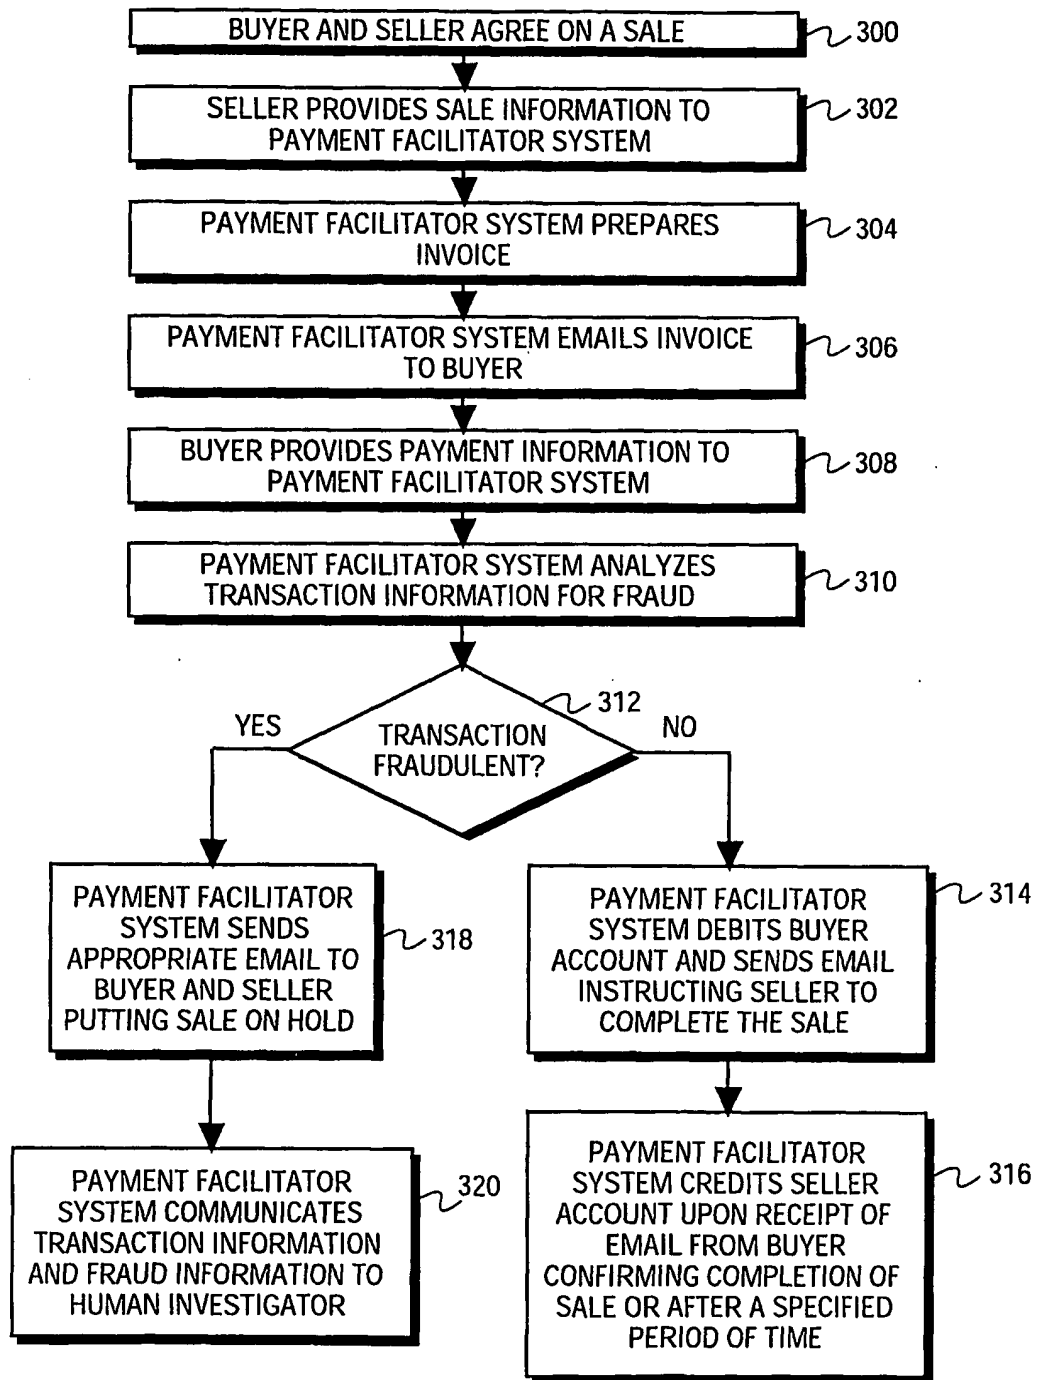 BUYER AND SELLER AGREE ON A SALE
300
SELLER PROVIDES SALE INFORMATION TO
PAYMENT FACILITATOR SYSTEM
302
PAYMENT FACILITATOR SYSTEM PREPARES
INVOICE
304
PAYMENT FACILITATOR SYSTEM EMAILS INVOICE
TO BUYER
306
BUYER PROVIDES PAYMENT INFORMATION TO
PAYMENT FACILITATOR SYSTEM
308
PAYMENT FACILITATOR SYSTEM ANALYZES
TRANSACTION INFORMATION FOR FRAUD
310
312
YES
TRANSACTION
FRAUDULENT?
NO
PAYMENT FACILITATOR
SYSTEM SENDS
APPROPRIATE EMAIL TO
BUYER AND SELLER
PUTTING SALE ON HOLD
318
PAYMENT FACILITATOR
SYSTEM DEBITS BUYER
ACCOUNT AND SENDS EMAIL
INSTRUCTING SELLER TO
COMPLETE THE SALE
314
PAYMENT FACILITATOR
SYSTEM COMMUNICATES
TRANSACTION INFORMATION
AND FRAUD INFORMATION TO
HUMAN INVESTIGATOR
320
PAYMENT FACILITATOR
SYSTEM CREDITS SELLER
ACCOUNT UPON RECEIPT OF
EMAIL FROM BUYER
CONFIRMING COMPLETION OF
SALE OR AFTER A SPECIFIED
PERIOD OF TIME
316